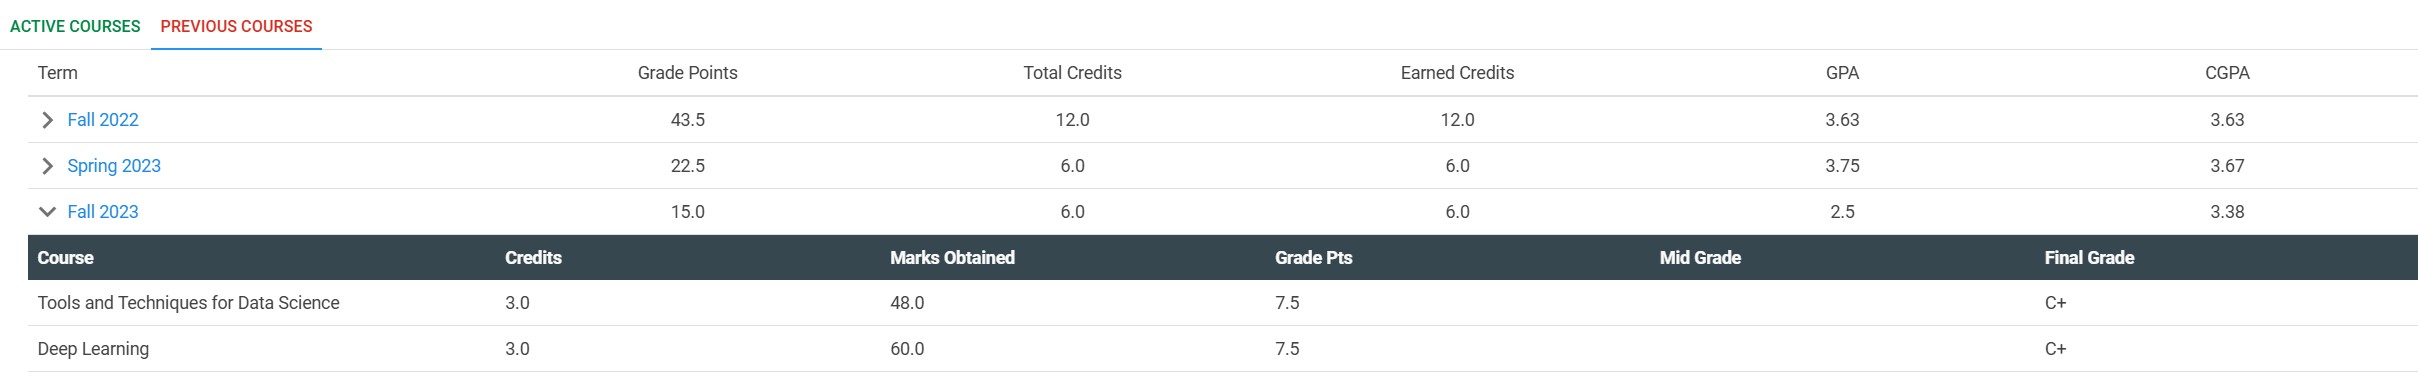 ACTIVE COURSES PREVIOUS COURSES
Term Grade Points Total Credits Earned Credits GPA CGPA
Fall 2022 43.5 12.0 12.0 3.63 3.63
Spring 2023 22.5 6.0 6.0 3.75 3.67
Fall 2023 15.0 6.0 6.0 2.5 3.38
Course Credits Marks Obtained Grade Pts Mid Grade Final Grade
Tools and Techniques for Data Science 3.0 48.0 7.5 C+
Deep Learning 3.0 60.0 7.5 C+